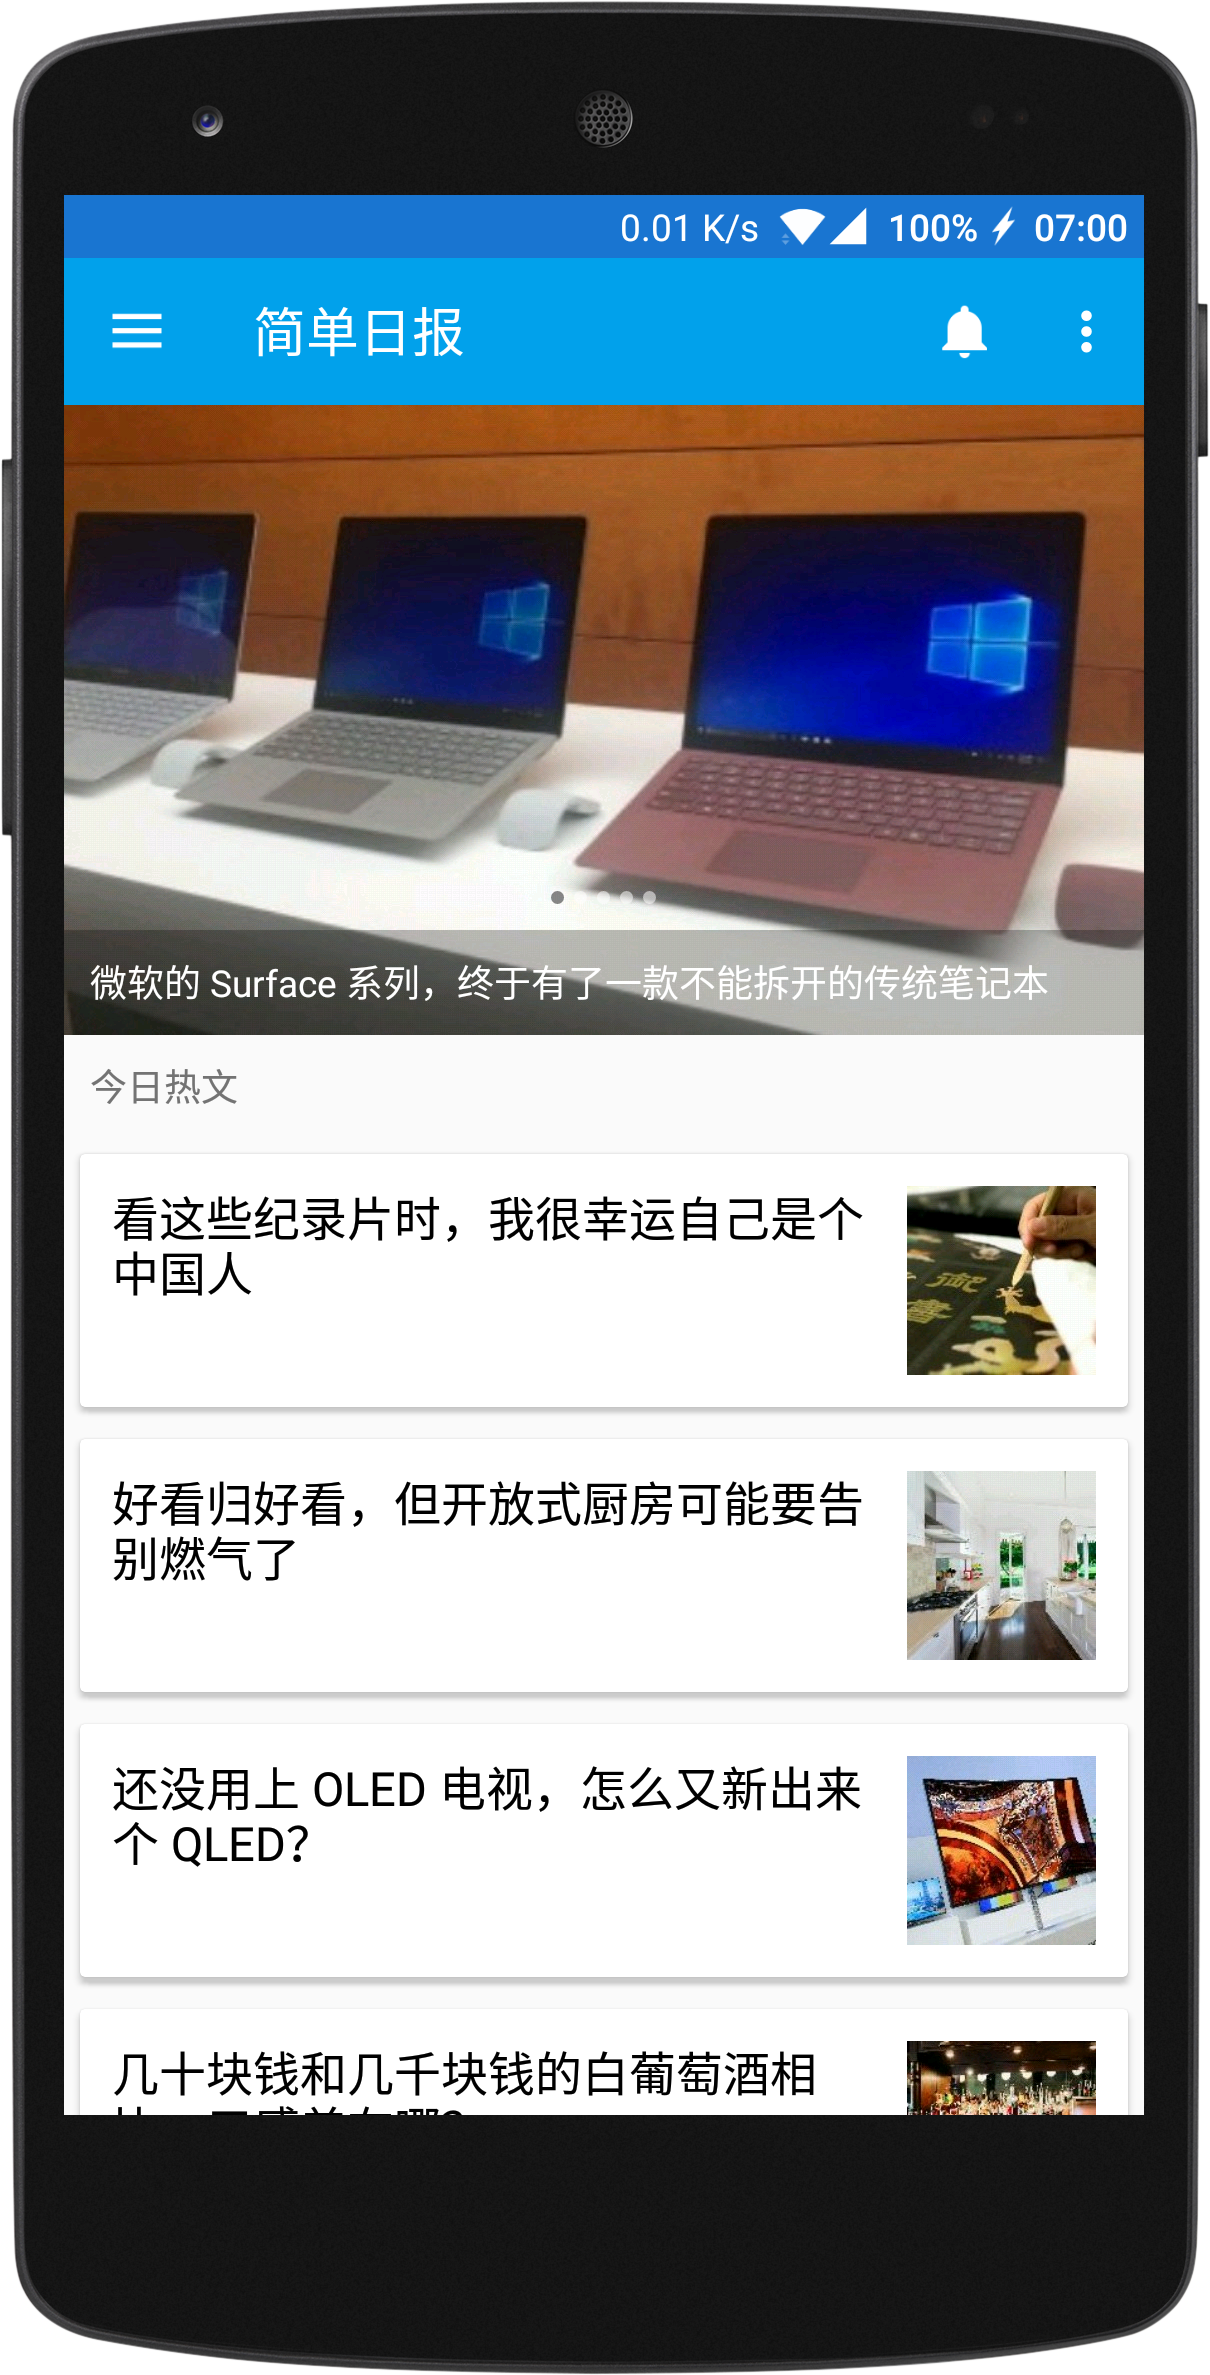 0.01 K/s 100% 07:00
简单日报
微软的 Surface 系列，终于有了一款不能拆开的传统笔记本
今日热文
看这些纪录片时，我很幸运自己是个
中国人
御
书
好看归好看，但开放式厨房可能要告
别燃气了
还没用上 OLED 电视，怎么又新出来
个 QLED？
几十块钱和几千块钱的白葡萄酒相